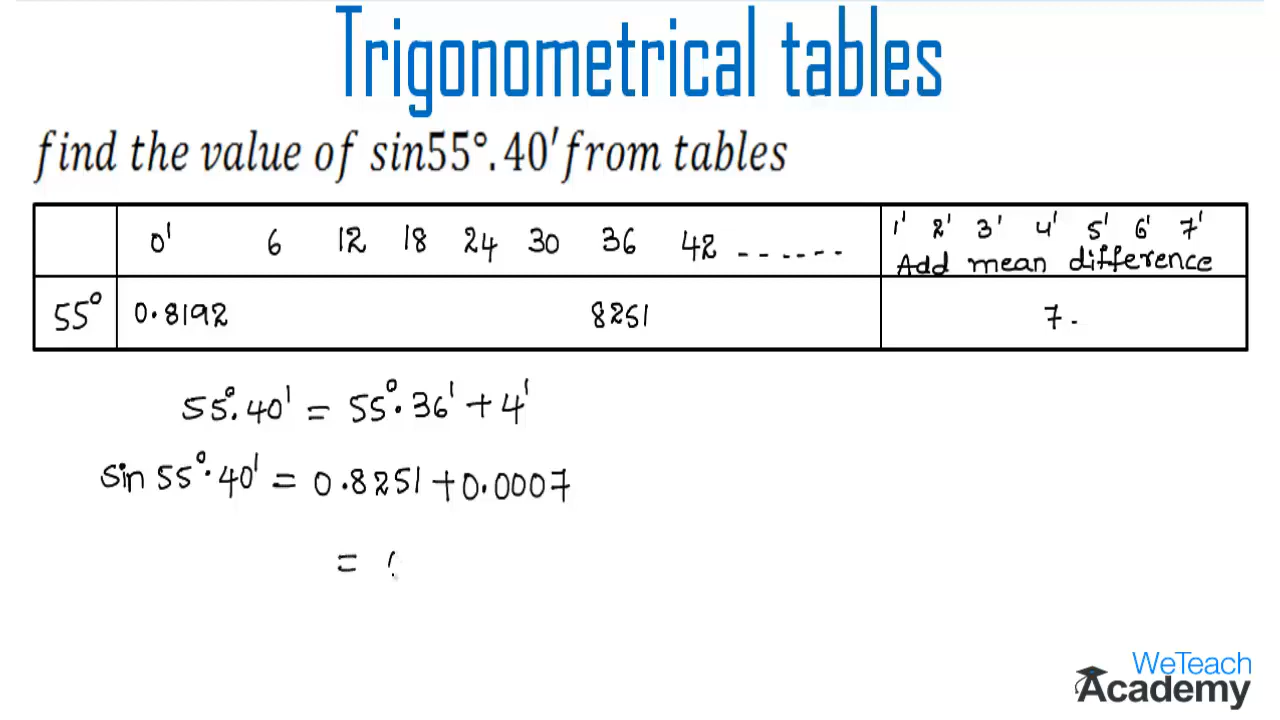 Trigonometrical tables
find the value of sin55°.40′from tables
0' 6 12 18 24 30 36 42 ------- 1' 2' 3' 4' 5' 6' 7'
Add mean difference
55° 0.8192 8251 7.
55°.40' = 55°.36' + 4'
sin 55°.40' = 0.8251 + 0.0007
=
WeTeach
Academy